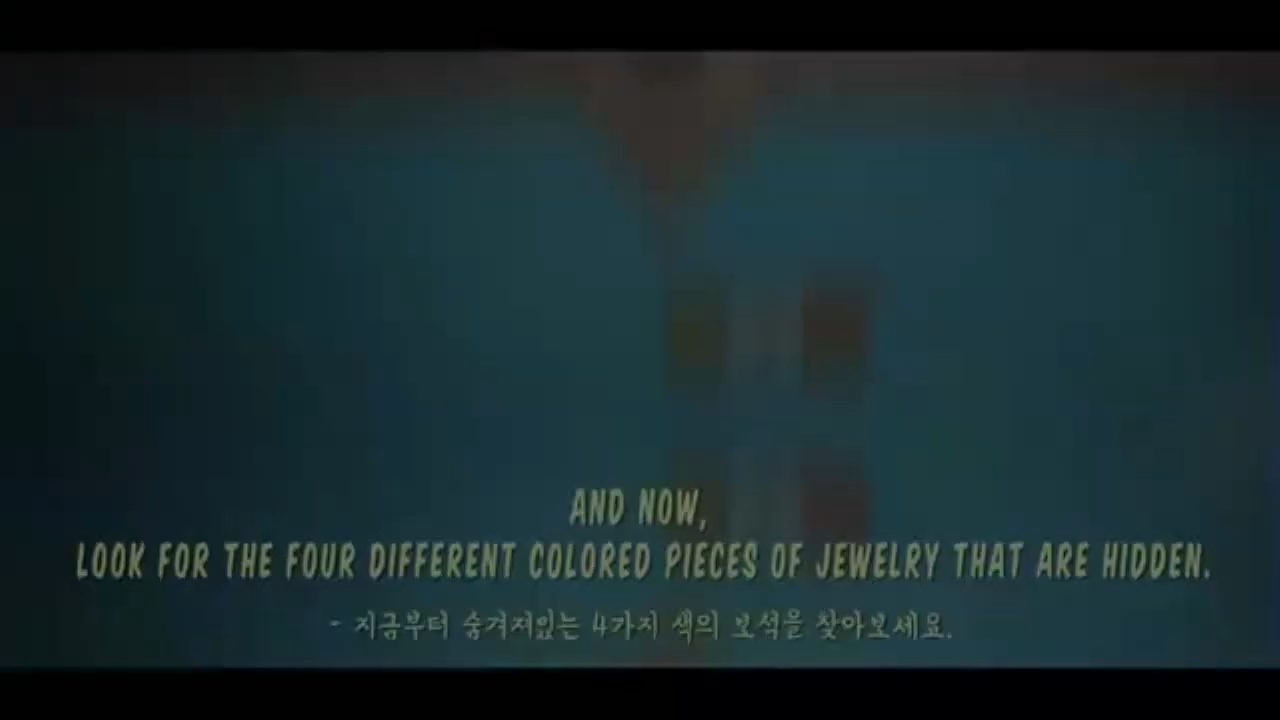 AND NOW,
LOOK FOR THE FOUR DIFFERENT COLORED PIECES OF JEWELRY THAT ARE HIDDEN.
- 지금부터 숨겨져있는 4가지 색의 보석을 찾아보세요.